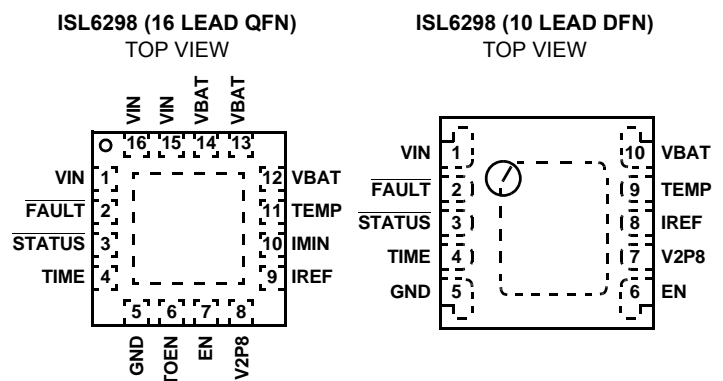 ISL6298 (16 LEAD QFN)
TOP VIEW
VIN
VIN
VBAT
VBAT
16
15
14
13
VIN 1
FAULT 2
STATUS 3
TIME 4
12 VBAT
11 TEMP
10 IMIN
9 IREF
5
6
7
8
GND
TOEN
EN
V2P8
ISL6298 (10 LEAD DFN)
TOP VIEW
VIN 1
FAULT 2
STATUS 3
TIME 4
GND 5
10 VBAT
9 TEMP
8 IREF
7 V2P8
6 EN